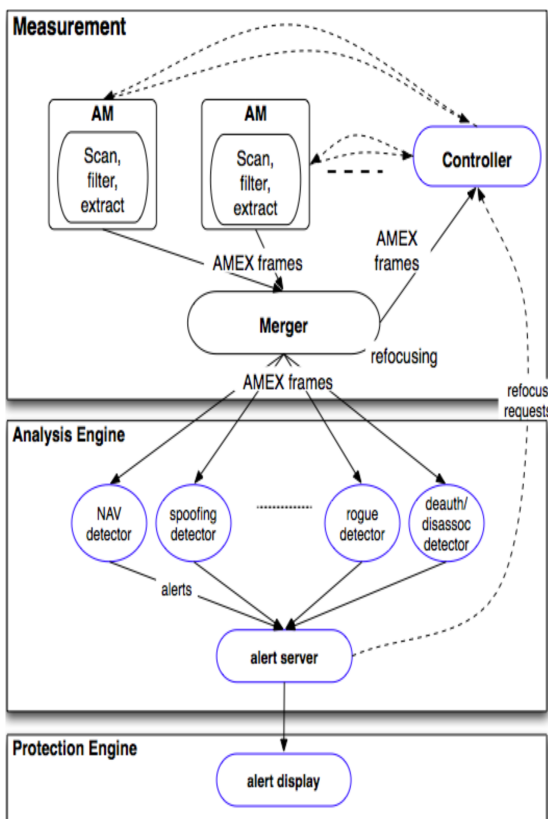 Measurement
AM
AM
Scan,
filter,
extract
Scan,
filter,
extract
Controller
AMEX frames
AMEX
frames
Merger
refocusing
AMEX frames
refocus
requests
Analysis Engine
NAV
detector
spoofing
detector
rogue
detector
deauth/
disassoc
detector
alerts
alert server
Protection Engine
alert display